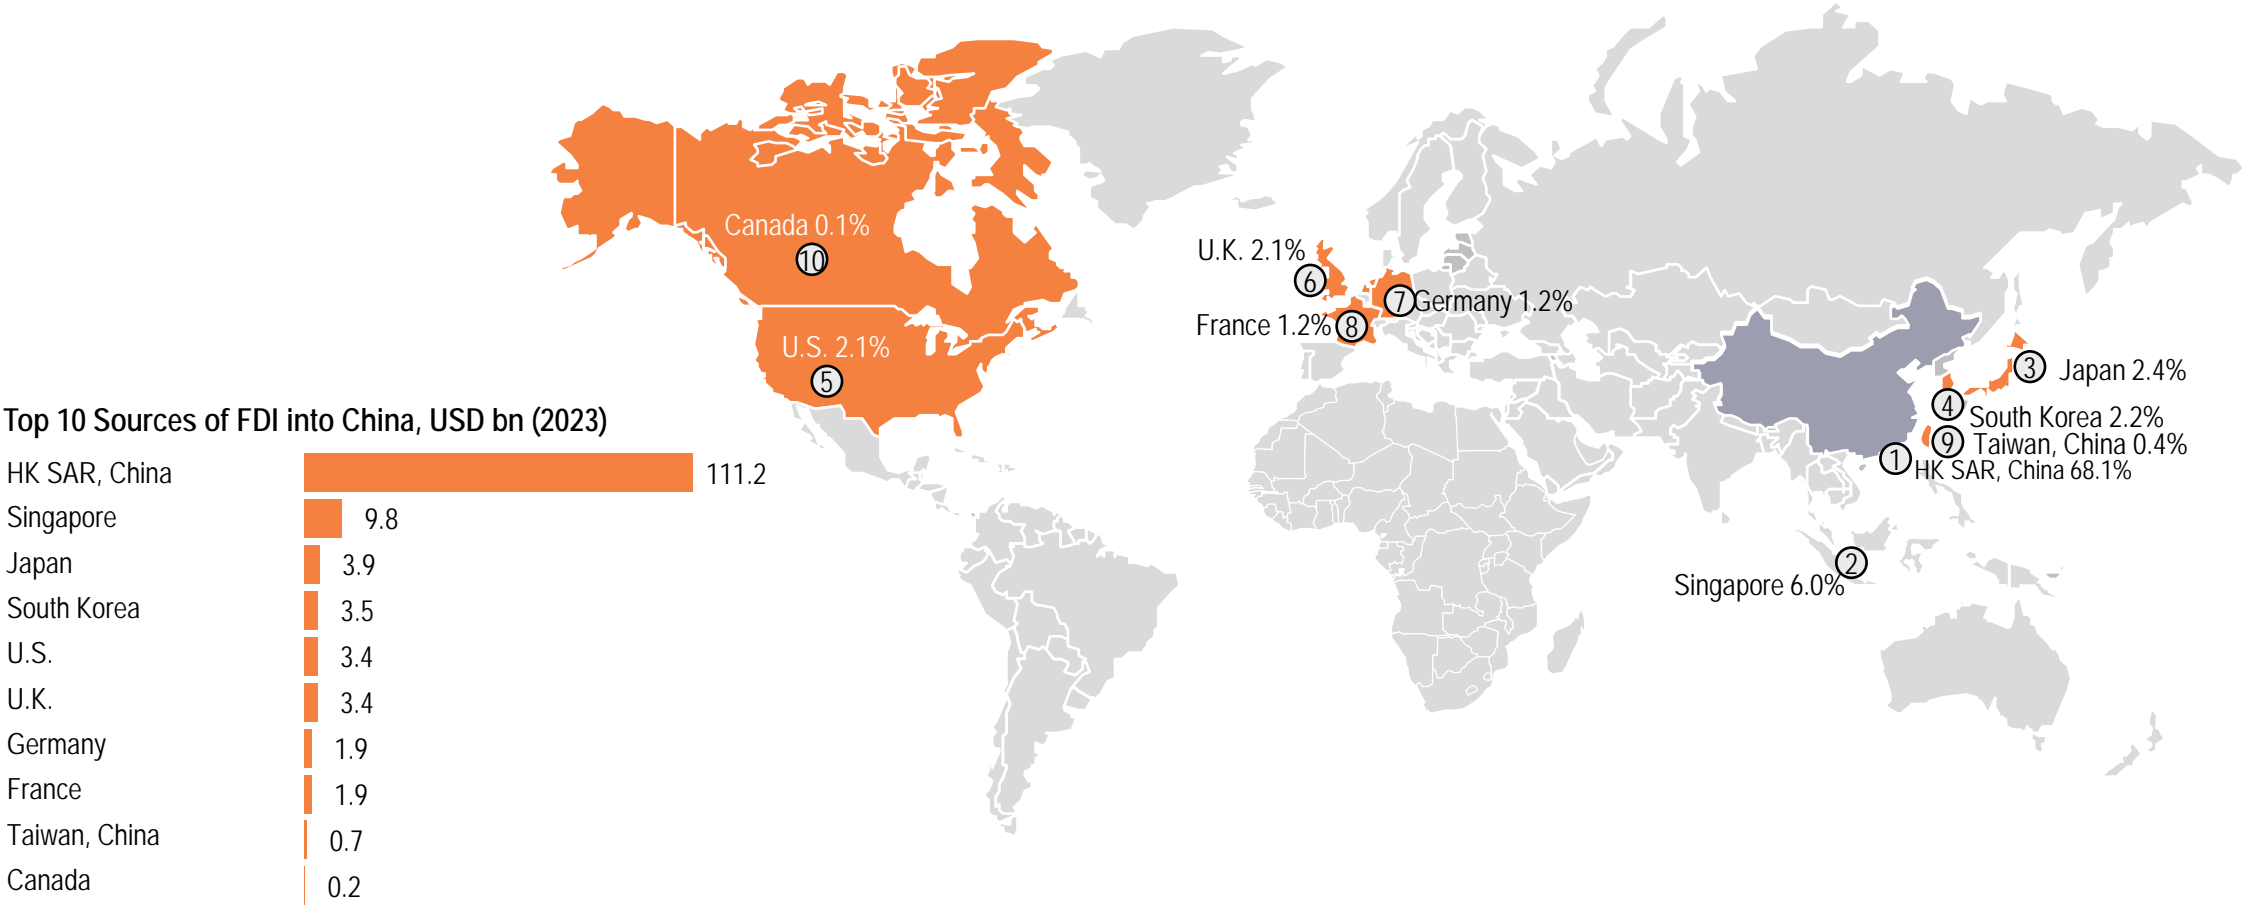 Top 10 Sources of FDI into China, USD bn (2023)
HK SAR, China 111.2
Singapore 9.8
Japan 3.9
South Korea 3.5
U.S. 3.4
U.K. 3.4
Germany 1.9
France 1.9
Taiwan, China 0.7
Canada 0.2
Canada 0.1%
10
U.S. 2.1%
5
U.K. 2.1%
6
7 Germany 1.2%
France 1.2% 8
3 Japan 2.4%
4 South Korea 2.2%
9 Taiwan, China 0.4%
1 HK SAR, China 68.1%
2
Singapore 6.0%